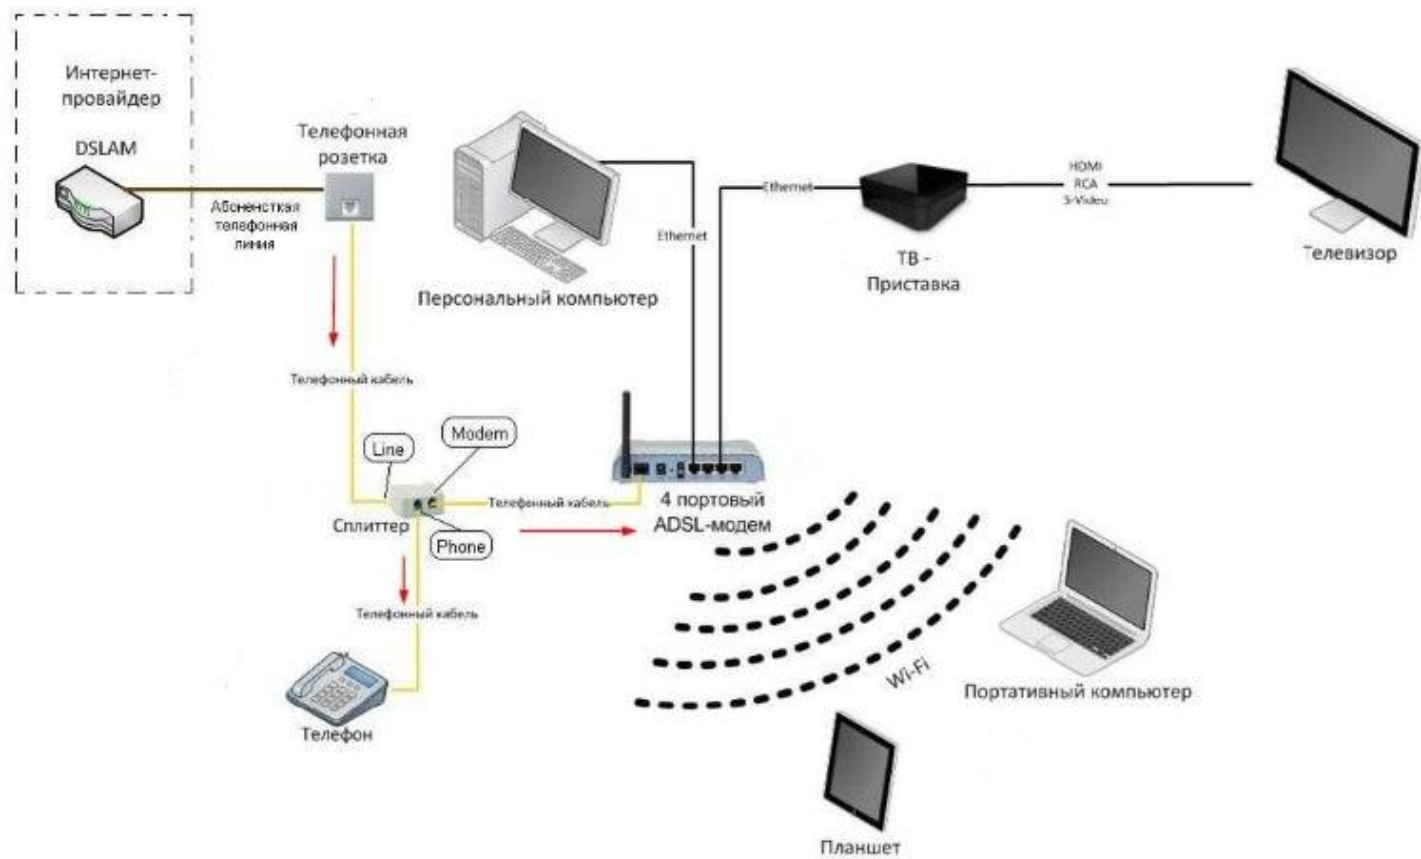 Интернет-
провайдер
DSLAM
Телефонная
розетка
Абоненсткая
телефонная
линия
Персональный компьютер
Ethernet
Ethernet
ТВ -
Приставка
HDMI
RCA
S-Video
Телевизор
Телефонный кабель
Line
Modem
Сплиттер
Phone
Телефонный кабель
4 портовый
ADSL-модем
Телефонный кабель
Телефон
Wi-Fi
Портативный компьютер
Планшет